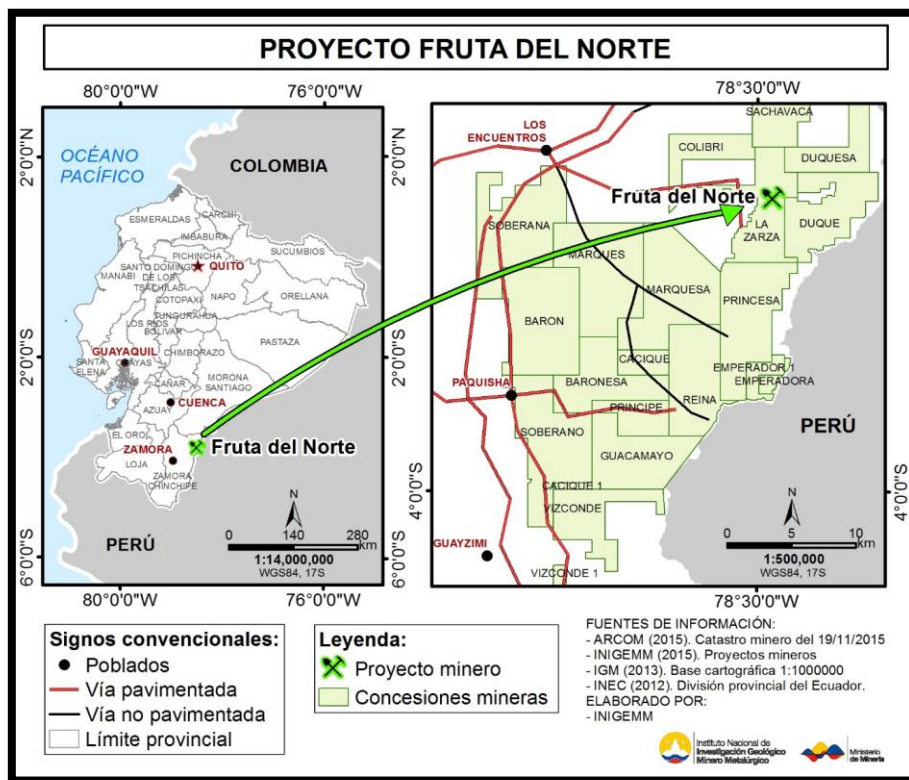 PROYECTO FRUTA DEL NORTE
80°0'0"W
76°0'0"W
2°0'0"N
2°0'0"S
4°0'0"S
6°0'0"S
OCÉANO
PACÍFICO
COLOMBIA
ESMERALDAS
CARCHI
IMBABURA
SUCUMBIOS
PICHINCHA
QUITO
SANTO DOMINGO
DE LOS
TSACHILAS
MANABI
COTOPAXI
NAPO
ORELLANA
TUNGURAHUA
LOS RIOS
BOLIVAR
PASTAZA
GUAYAQUIL
SANTA
ELENA
GUAYAS
CHIMBORAZO
MORONA
SANTIAGO
CAÑAR
CUENCA
AZUAY
EL ORO
ZAMORA
Fruta del Norte
LOJA
ZAMORA
CHINCHIPE
PERÚ
N
0 140 280
km
1:14,000,000
WGS84, 17S
80°0'0"W
76°0'0"W
78°30'0"W
SACHAVACA
LOS
ENCUENTROS
COLIBRI
DUQUESA
Fruta del Norte
SOBERANA
LA
ZARZA
DUQUE
MARQUES
MARQUESA
PRINCESA
BARON
CACIQUE
EMPERADOR 1
EMPERADORA
PAQUISHA
BARONESA
REINA
PRINCIPE
PERÚ
SOBERANO
GUACAMAYO
CACIQUE 1
VIZCONDE
GUAYZIMI
VIZCONDE 1
N
0 5 10
km
1:500,000
WGS84, 17S
78°30'0"W
Signos convencionales:
Poblados
Vía pavimentada
Vía no pavimentada
Límite provincial
Leyenda:
Proyecto minero
Concesiones mineras
FUENTES DE INFORMACIÓN:
- ARCOM (2015). Catastro minero del 19/11/2015
- INIGEMM (2015). Proyectos mineros
- IGM (2013). Base cartográfica 1:1000000
- INEC (2012). División provincial del Ecuador.
ELABORADO POR:
- INIGEMM
Instituto Nacional de
Investigación Geológico
Minero Metalúrgico
Ministerio
de Minería